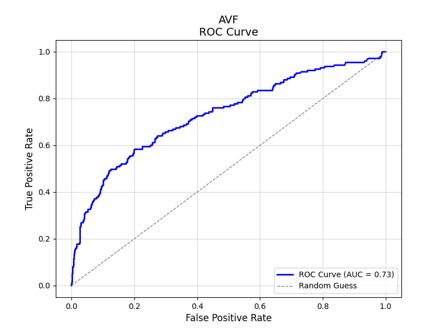 AVF
ROC Curve
True Positive Rate
1.0
0.8
0.6
0.4
0.2
0.0
ROC Curve (AUC = 0.73)
Random Guess
0.0 0.2 0.4 0.6 0.8 1.0
False Positive Rate